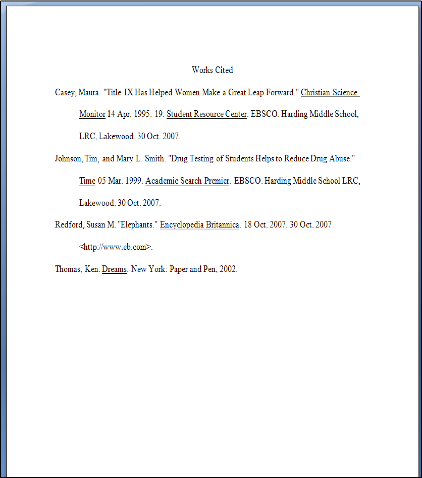 Works Cited
Casey, Maura. "Title IX Has Helped Women Make a Great Leap Forward." Christian Science
Monitor 14 Apr. 1995. 19. Student Resource Center. EBSCO. Harding Middle School,
LRC, Lakewood. 30 Oct. 2007.
Johnson, Tim, and Mary L. Smith. "Drug Testing of Students Helps to Reduce Drug Abuse."
Time 05 Mar. 1999. Academic Search Premier. EBSCO. Harding Middle School LRC,
Lakewood. 30 Oct. 2007.
Redford, Susan M. "Elephants." Encyclopedia Britannica. 18 Oct. 2007. 30 Oct. 2007
<http://www.eb.com>.
Thomas, Ken. Dreams. New York: Paper and Pen, 2002.